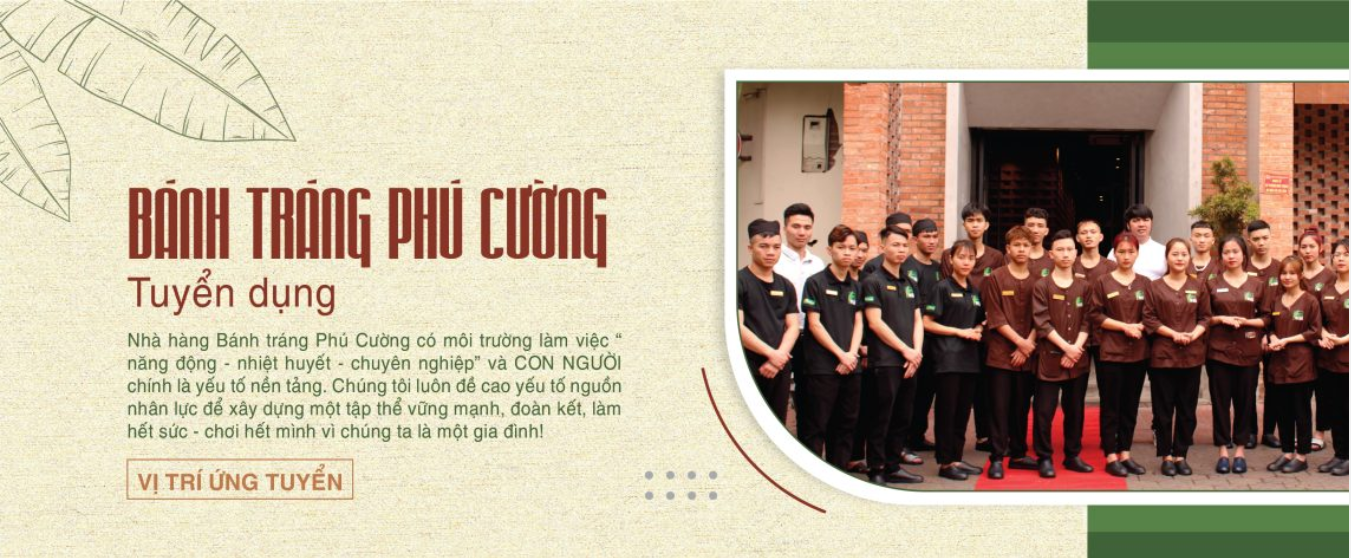 BÁNH TRÁNG PHÚ CƯỜNG
Tuyển dụng
Nhà hàng Bánh tráng Phú Cường có môi trường làm việc “
năng động - nhiệt huyết - chuyên nghiệp” và CON NGƯỜI
chính là yếu tố nền tảng. Chúng tôi luôn đề cao yếu tố nguồn
nhân lực để xây dựng một tập thể vững mạnh, đoàn kết, làm
hết sức - chơi hết mình vì chúng ta là một gia đình!
VỊ TRÍ ỨNG TUYỂN